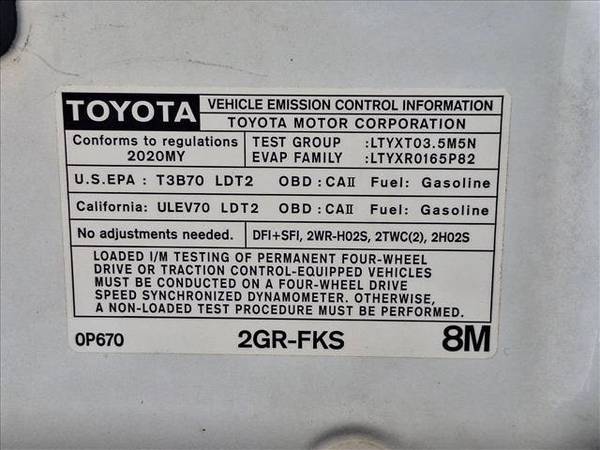 TOYOTA VEHICLE EMISSION CONTROL INFORMATION
TOYOTA MOTOR CORPORATION
Conforms to regulations
2020MY
TEST GROUP :LTYXT03.5M5N
EVAP FAMILY :LTYXR0165P82
U.S.EPA : T3B70 LDT2 OBD : CAII Fuel: Gasoline
California: ULEV70 LDT2 OBD : CAII Fuel: Gasoline
No adjustments needed. DFI+SFI, 2WR-HO2S, 2TWC(2), 2HO2S
LOADED I/M TESTING OF PERMANENT FOUR-WHEEL
DRIVE OR TRACTION CONTROL-EQUIPPED VEHICLES
MUST BE CONDUCTED ON A FOUR-WHEEL DRIVE
SPEED SYNCHRONIZED DYNAMOMETER. OTHERWISE,
A NON-LOADED TEST PROCEDURE MUST BE PERFORMED.
0P670 2GR-FKS 8M